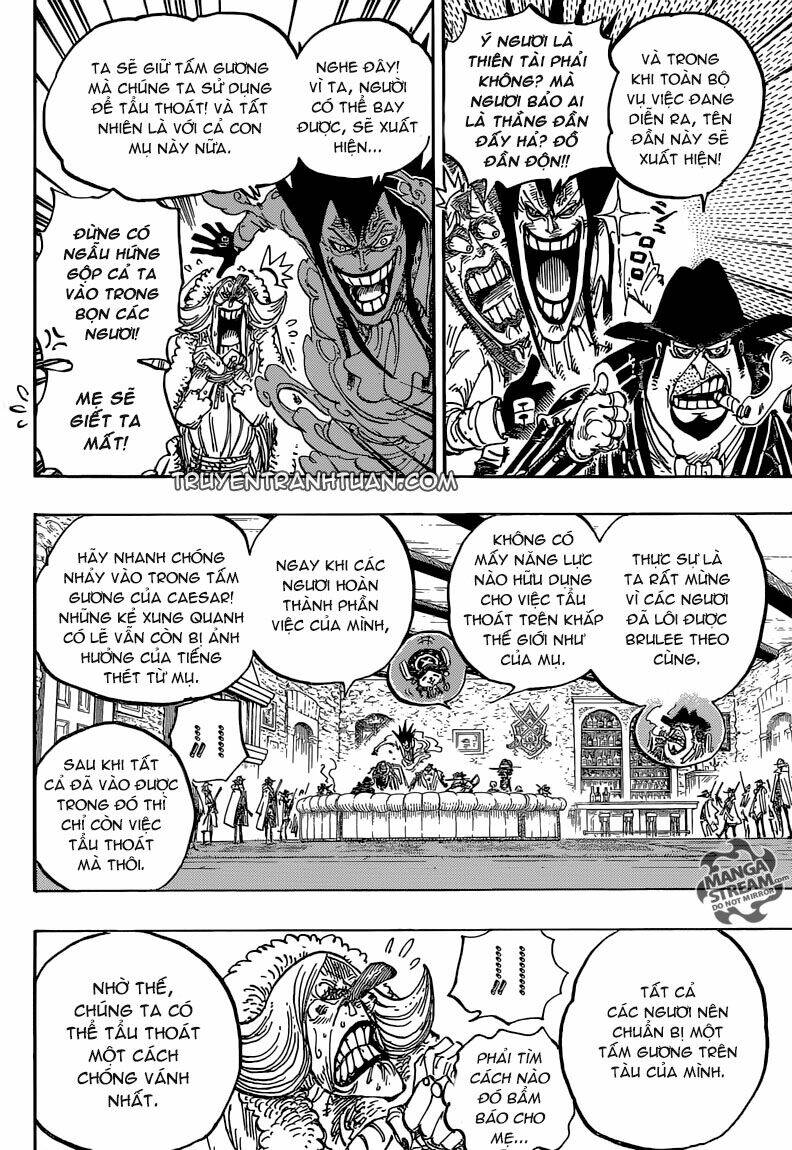 VÀ TRONG
KHI TOÀN BỘ
VỤ VIỆC ĐANG
DIỄN RA, TÊN
ĐẦN NÀY SẼ
XUẤT HIỆN!
Ý NGƯƠI LÀ
THIÊN TÀI PHẢI
KHÔNG? MÀ
NGƯƠI BẢO AI
LÀ THẰNG ĐẦN
ĐẤY HẢ? ĐỒ
ĐẦN ĐỘN!!
NGHE ĐÂY!
VÌ TA, NGƯỜI
CÓ THỂ BAY
ĐƯỢC, SẼ XUẤT
HIỆN...
TA SẼ GIỮ TẤM GƯƠNG
MÀ CHÚNG TA SỬ DỤNG
ĐỂ TẨU THOÁT! VÀ TẤT
NHIÊN LÀ VỚI CẢ CON
MỤ NÀY NỮA.
ĐỪNG CÓ
NGẪU HỨNG
GỘP CẢ TA
VÀO TRONG
BỌN CÁC
NGƯƠI!
MẸ SẼ
GIẾT TA
MẤT!
TRUYENTRANHTUAN.COM
THỰC SỰ LÀ
TA RẤT MỪNG
VÌ CÁC NGƯƠI
ĐÃ LÔI ĐƯỢC
BRULEE THEO
CÙNG.
KHÔNG CÓ
MẤY NĂNG LỰC
NÀO HỮU DỤNG
CHO VIỆC TẨU
THOÁT TRÊN KHẮP
THẾ GIỚI NHƯ
CỦA MỤ.
NGAY KHI CÁC
NGƯƠI HOÀN
THÀNH PHẦN
VIỆC CỦA MÌNH,
HÃY NHANH CHÓNG
NHẢY VÀO TRONG TẤM
GƯƠNG CỦA CAESAR!
NHỮNG KẺ XUNG QUANH
CÓ LẼ VẪN CÒN BỊ ẢNH
HƯỞNG CỦA TIẾNG
THÉT TỪ MỤ.
SAU KHI TẤT
CẢ ĐÃ VÀO ĐƯỢC
TRONG ĐÓ THÌ
CHỈ CÒN VIỆC
TẨU THOÁT
MÀ THÔI.
MANGA
STREAM.com
DO NOT MIRROR
TẤT CẢ
CÁC NGƯƠI NÊN
CHUẨN BỊ MỘT
TẤM GƯƠNG TRÊN
TÀU CỦA MÌNH.
PHẢI TÌM
CÁCH NÀO
ĐÓ BẨM
BÁO CHO
MẸ...
NHỜ THẾ,
CHÚNG TA CÓ
THỂ TẨU THOÁT
MỘT CÁCH
CHÓNG VÁNH
NHẤT.